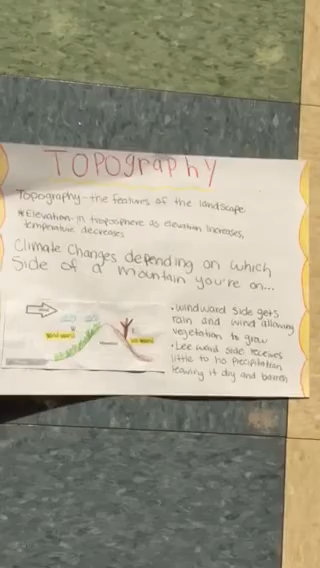 TOPOgRAPHY
Topography - the features of the landscape
*Elevation- in troposphere as elevation increases,
temperature decreases
Climate Changes depending on which
Side of a mountain you're on...
• windward side gets
rain and wind allowing
vegetation to grow
• Leeward side receives
little to no precipitation
leaving it dry and barren